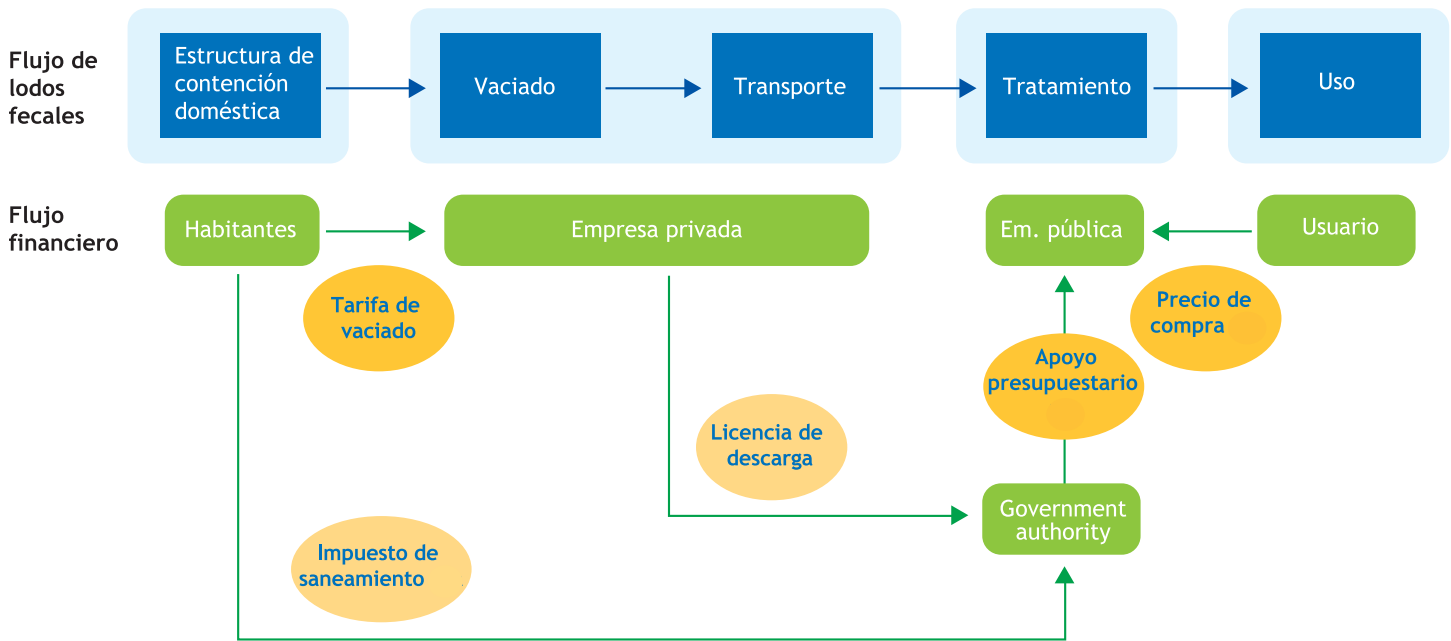 Flujo de
lodos
fecales
Estructura de
contención
doméstica
Vaciado
Transporte
Tratamiento
Uso
Flujo
financiero
Habitantes
Empresa privada
Em. pública
Usuario
Tarifa de
vaciado
Precio de
compra
Apoyo
presupuestario
Licencia de
descarga
Government
authority
Impuesto de
saneamiento